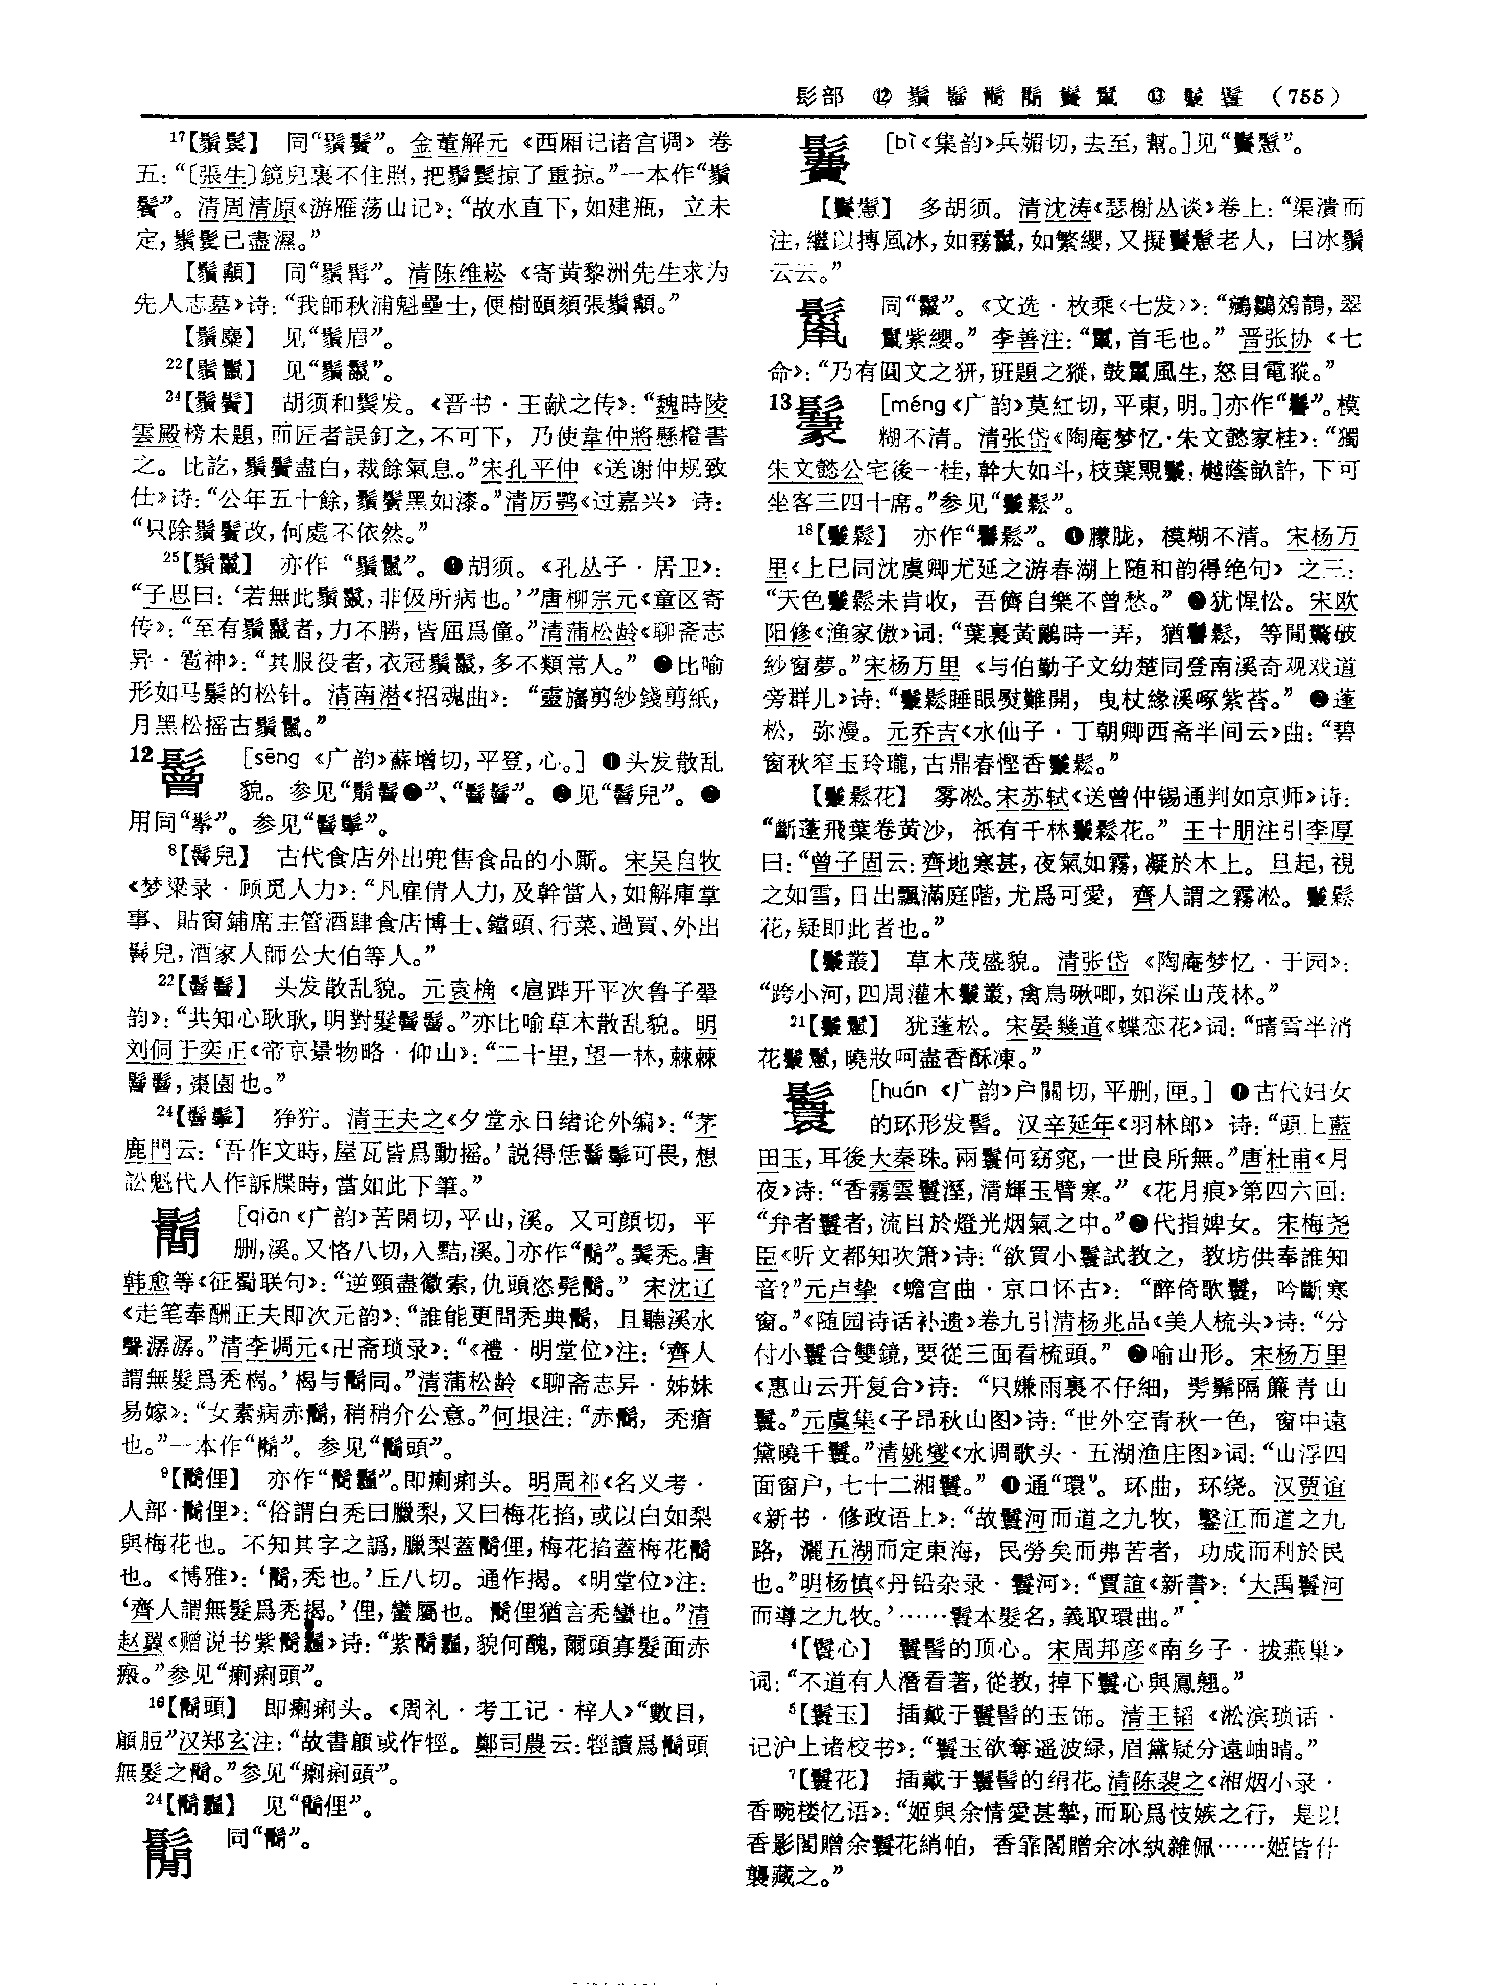 髟部 ⑫鬚鬙鬜鬝鬠鬣 ⑬鬡鬟 (755)
17【鬚鬓】 同“鬚鬢”。金董解元《西厢记诸宫调》卷
五:“〔張生〕鏡兒裏不住照,把鬚鬓掠了重掠。”一本作“鬚
鬢”。清周清原《游雁荡山记》:“故水直下,如建瓶,立未
定,鬚髪已盡濕。”
【鬚顧】 同“鬚髯”。清陈维崧《寄黄黎洲先生求为
先人志墓》诗:“我師秋浦魁壘士,便樹頤頰張鬚顧。”
【鬚麋】 见“鬚眉”。
22【鬚鬣】 见“鬚鬣”。
24【鬚鬢】 胡须和鬓发。《晋书·王献之传》:“魏時陵
雲殿榜未題,而匠者誤釘之,不可下,乃使韋仲將懸橙書
之。比訖,鬚鬢盡白,裁餘氣息。”宋孔平仲《送谢仲规致
仕》诗:“公年五十餘,鬚鬢黑如漆。”清厉鹗《过嘉兴》诗:
“只除鬚鬢改,何處不依然。”
25【鬚鬣】 亦作“鬚鬣”。❶胡须。《孔丛子·居卫》:
“子思曰:‘若無此鬚鬣,非伋所病也。’”唐柳宗元《童区寄
传》:“至有鬚鬣者,力不勝,皆屈爲僮。”清蒲松龄《聊斋志
异·雹神》:“其服役者,衣冠鬚鬣,多不類常人。”❷比喻
形如马鬃的松针。清南潜《招魂曲》:“靈旛剪紗錢剪紙,
月黑松摇古鬚鬣。”
12鬙 [sēng《广韵》蘇增切,平登,心。]❶头发散乱
貌。参见“鬅鬙❶”、“鬙鬙”。❷见“鬙兒”。❸
用同“髼”。参见“鬙鬡”。
8【鬙兒】 古代食店外出兜售食品的小厮。宋吴自牧
《梦粱录·顾觅人力》:“凡雇倩人力,及幹當人,如解庫掌
事、貼窗鋪席主管酒肆食店博士、鐺頭、行菜、過買、外出
鬙兒,酒家人師公大伯等人。”
22【鬙鬙】 头发散乱貌。元袁桷《扈跸开平次鲁子翚
韵》:“共知心耿耿,明對髮鬙鬙。”亦比喻草木散乱貌。明
刘侗于奕正《帝京景物略·仰山》:“二十里,望一林,棘棘
鬙鬙,棗園也。”
24【鬙鬡】 狰狞。清王夫之《夕堂永日绪论外编》:“茅
鹿門云:‘吾作文時,屋瓦皆爲動摇。’説得恁鬙鬡可畏,想
訟魁代人作訴牒時,當如此下筆。”
鬜 [qiān《广韵》苦閑切,平山,溪。又可顔切,平
删,溪。又恪八切,入黠,溪。]亦作“鬝”。鬓秃。唐
韩愈等《征蜀联句》:“逆頸盡徽索,仇頭恣髡鬜。”宋沈辽
《走笔奉酬正夫即次元韵》:“誰能更問禿典鬜,且聽溪水
聲潺潺。”清李调元《卍斋琐录》:“《禮·明堂位》注:‘齊人
謂無髮爲禿楬。’楬与鬜同。”清蒲松龄《聊斋志异·姊妹
易嫁》:“女素病赤鬜,稍稍介公意。”何垠注:“赤鬜,禿瘡
也。”一本作“鬝”。参见“鬜頭”。
9【鬜俚】 亦作“鬜鬣”。即瘌痢头。明周祁《名义考·
人部·鬜俚》:“俗謂白禿曰臘梨,又曰梅花掐,或以白如梨
與梅花也。不知其字之譌,臘梨蓋鬜俚,梅花掐蓋梅花鬜
也。《博雅》:‘鬜,禿也。’丘八切。通作揭。《明堂位》注:
‘齊人謂無髮爲禿揭。’俚,蠻屬也。鬜俚猶言禿蠻也。”清
赵翼《赠说书紫鬜鬣》诗:“紫鬜鬣,貌何醜,爾頭寡髮面赤
瘢。”参见“瘌痢頭”。
16【鬜頭】 即瘌痢头。《周礼·考工记·梓人》“數目,
顧脰”汉郑玄注:“故書顧或作牼。鄭司農云:牼讀爲鬜頭
無髮之鬜。”参见“瘌痢頭”。
24【鬜鬣】 见“鬜俚”。
鬝 同“鬜”。
[bì《集韵》兵媚切,去至,幫。]见“鬢髵”。
多胡须。清沈涛《瑟榭丛谈》卷上:“渠潰而
注,繼以摶風冰,如霧鬣,如繁纓,又擬老人,曰冰鬚
云云。”
同“鬣”。《文选·枚乘〈七发〉》:“鵷鶵鵁鶄,翠
鬣紫纓。”李善注:“鬣,首毛也。”晋张协《七
命》:“乃有圓文之豜,班題之豵,鼓鬣風生,怒目電瞛。”
13鬡 [méng《广韵》莫紅切,平東,明。]亦作“鬠”。模
糊不清。清张岱《陶庵梦忆·朱文懿家桂》:“獨
朱文懿公宅後一桂,幹大如斗,枝葉覭鬡,樾蔭畝許,下可
坐客三四十席。”参见“鬡鬆”。
18【鬡鬆】 亦作“鬠鬆”。❶朦胧,模糊不清。宋杨万
里《上巳同沈虞卿尤延之游春湖上随和韵得绝句》之三:
“天色鬡鬆未肯收,吾儕自樂不曾愁。”❷犹惺松。宋欧
阳修《渔家傲》词:“葉裏黄鸝時一弄,猶鬠鬆,等閒驚破
紗窗夢。”宋杨万里《与伯勤子文幼楚同登南溪奇观戏道
旁群儿》诗:“鬡鬆睡眼熨難開,曳杖緣溪啄紫苔。”❸蓬
松,弥漫。元乔吉《水仙子·丁朝卿西斋半间云》曲:“碧
窗秋窄玉玲瓏,古鼎春慳香鬡鬆。”
【鬡鬆花】 雾凇。宋苏轼《送曾仲锡通判如京师》诗:
“斷蓬飛葉卷黄沙,祇有千林鬡鬆花。”王十朋注引李厚
曰:“曾子固云:齊地寒甚,夜氣如霧,凝於木上。旦起,視
之如雪,日出飄滿庭階,尤爲可愛,齊人謂之霧凇。鬡鬆
花,疑即此者也。”
【鬡叢】 草木茂盛貌。清张岱《陶庵梦忆·于园》:
“跨小河,四周灌木鬡叢,禽鳥啾唧,如深山茂林。”
21 犹蓬松。宋晏幾道《蝶恋花》词:“晴雪半消
花,曉妝呵盡香酥凍。”
鬟 [huán《广韵》户關切,平删,匣。]❶古代妇女
的环形发髻。汉辛延年《羽林郎》诗:“頭上藍
田玉,耳後大秦珠。兩鬟何窈窕,一世良所無。”唐杜甫《月
夜》诗:“香霧雲鬟溼,清輝玉臂寒。”《花月痕》第四六回:
“弁者鬟者,流目於燈光烟氣之中。”❷代指婢女。宋梅尧
臣《听文都知吹箫》诗:“欲買小鬟試教之,教坊供奉誰知
音?”元卢挚《蟾宫曲·京口怀古》:“醉倚歌鬟,吟斷寒
窗。”《随园诗话补遗》卷九引清杨兆品《美人梳头》诗:“分
付小鬟合雙鏡,要從三面看梳頭。”❸喻山形。宋杨万里
《惠山云开复合》诗:“只嫌雨裏不仔細,髣髴隔簾青山
鬟。”元虞集《子昂秋山图》诗:“世外空青秋一色,窗中遠
黛曉千鬟。”清姚燮《水调歌头·五湖渔庄图》词:“山浮四
面窗户,七十二湘鬟。”❹通“環”。环曲,环绕。汉贾谊
《新书·修政语上》:“故鬟河而道之九牧,鑿江而道之九
路,灑五湖而定東海,民勞矣而弗苦者,功成而利於民
也。”明杨慎《丹铅杂录·鬟河》:“賈誼《新書》:‘大禹鬟河
而導之九牧。’……鬟本髮名,義取環曲。”
4【鬟心】 鬟髻的顶心。宋周邦彦《南乡子·拨燕巢》
词:“不道有人潛看著,從教,掉下鬟心與鳳翹。”
5【鬟玉】 插戴于鬟髻的玉饰。清王韬《淞滨琐话·
记沪上诸校书》:“鬟玉欲奪遥波緑,眉黛疑分遠岫晴。”
7【鬟花】 插戴于鬟髻的绢花。清陈裴之《湘烟小录·
香畹楼忆语》:“姬與余情愛甚摯,而恥爲忮嫉之行,是以
香影閣贈余鬟花綃帕,香霏閣贈余冰紈雜佩……姬皆什
襲藏之。”